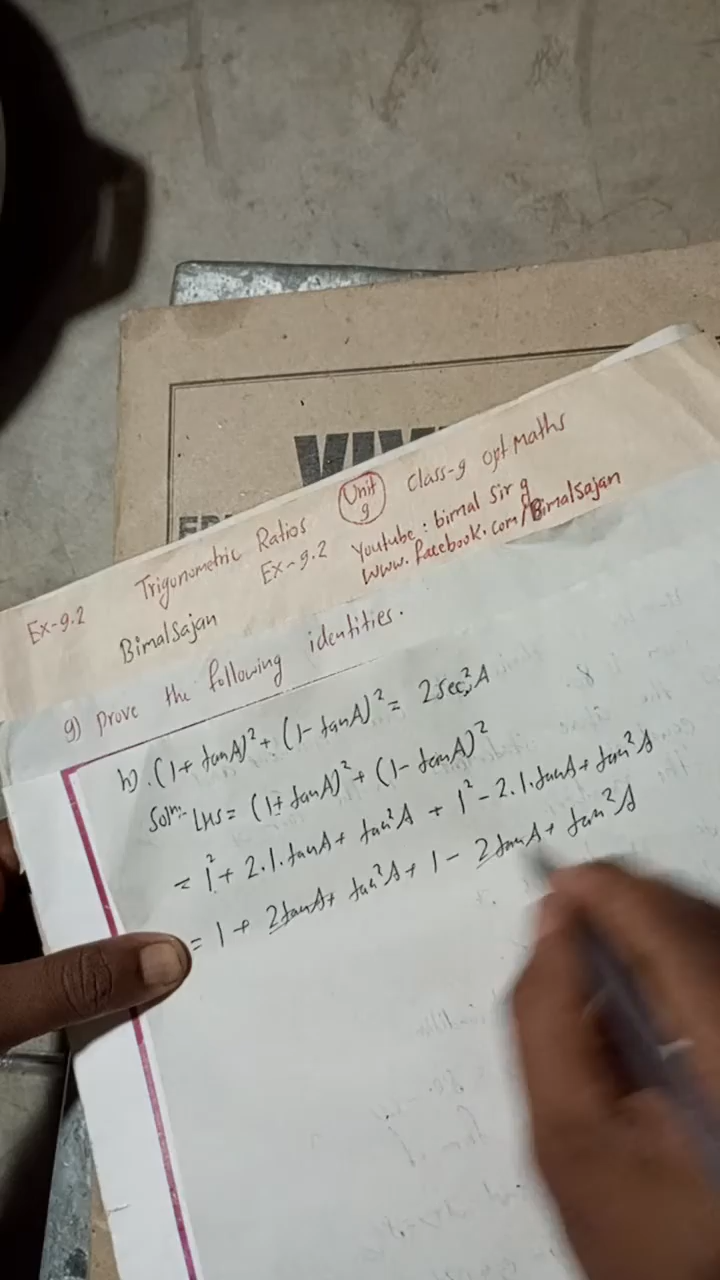 Ex-9.2 Trigonometric Ratios Unit 9 Class-9 Opt Maths
BimalSajan Ex-9.2 Youtube : bimal sir g
www.facebook.com/BimalSajan
9) Prove the following identities.
h). (1+ tanA)² + (1- tanA)² = 2sec²A
Solⁿ:- LHS = (1+ tanA)² + (1- tanA)²
= 1² + 2.1.tanA + tan²A + 1² - 2.1.tanA + tan²A
= 1 + 2tanA + tan²A + 1 - 2tanA + tan²A